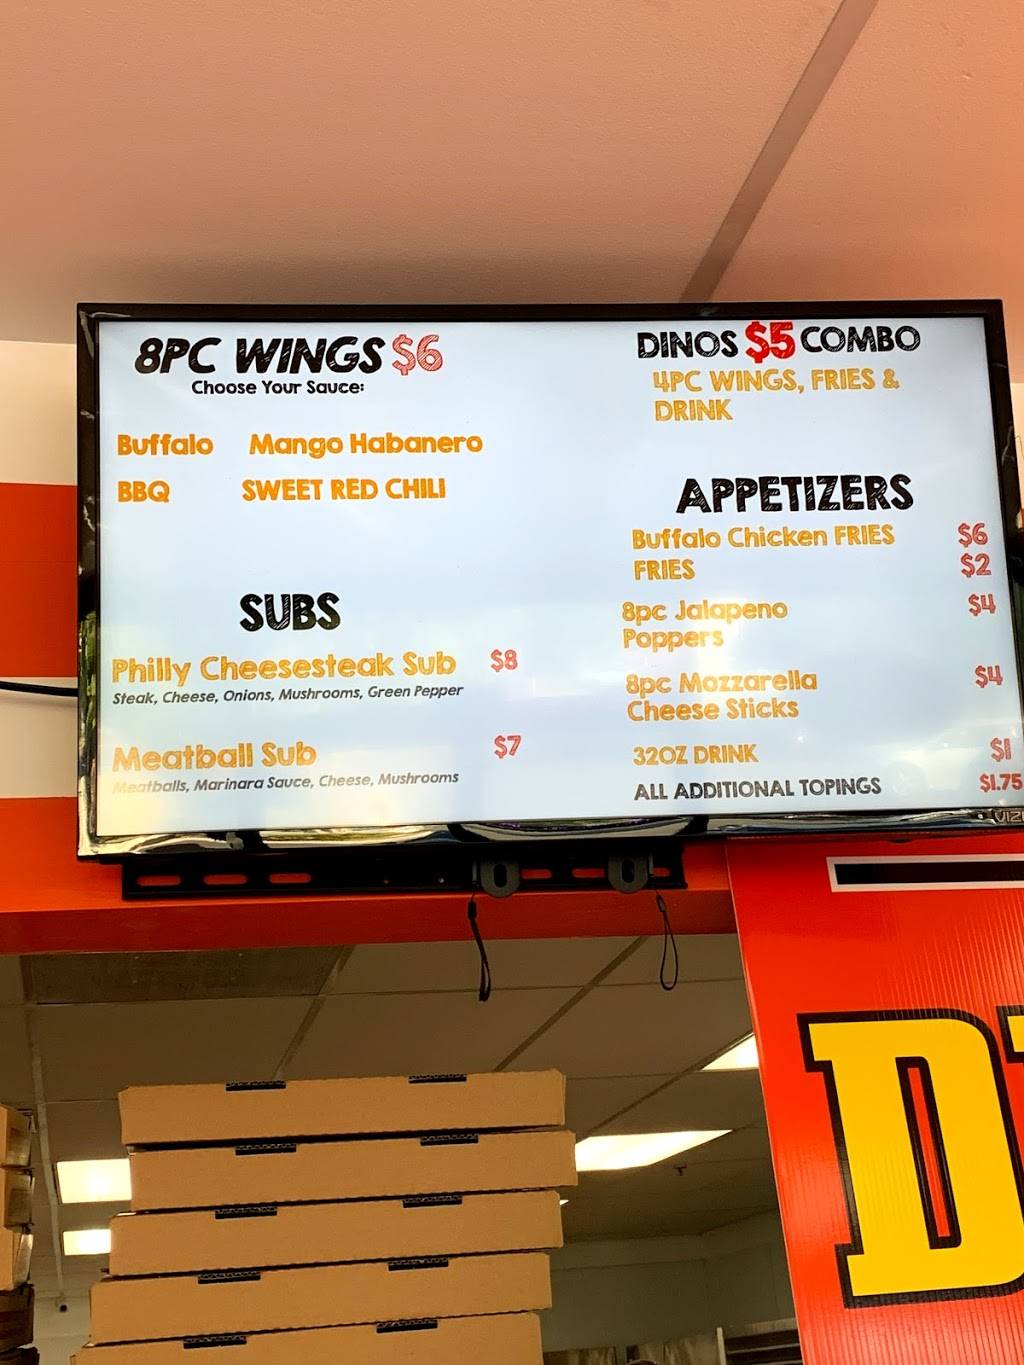 8PC WINGS $6
Choose Your Sauce:
Buffalo Mango Habanero
BBQ SWEET RED CHILI
SUBS
Philly Cheesesteak Sub $8
Steak, Cheese, Onions, Mushrooms, Green Pepper
Meatball Sub $7
Meatballs, Marinara Sauce, Cheese, Mushrooms
DINOS $5 COMBO
4PC WINGS, FRIES &
DRINK
APPETIZERS
Buffalo Chicken FRIES $6
FRIES $2
8pc Jalapeno $4
Poppers
8pc Mozzarella $4
Cheese Sticks
32OZ DRINK $1
ALL ADDITIONAL TOPINGS $1.75
D